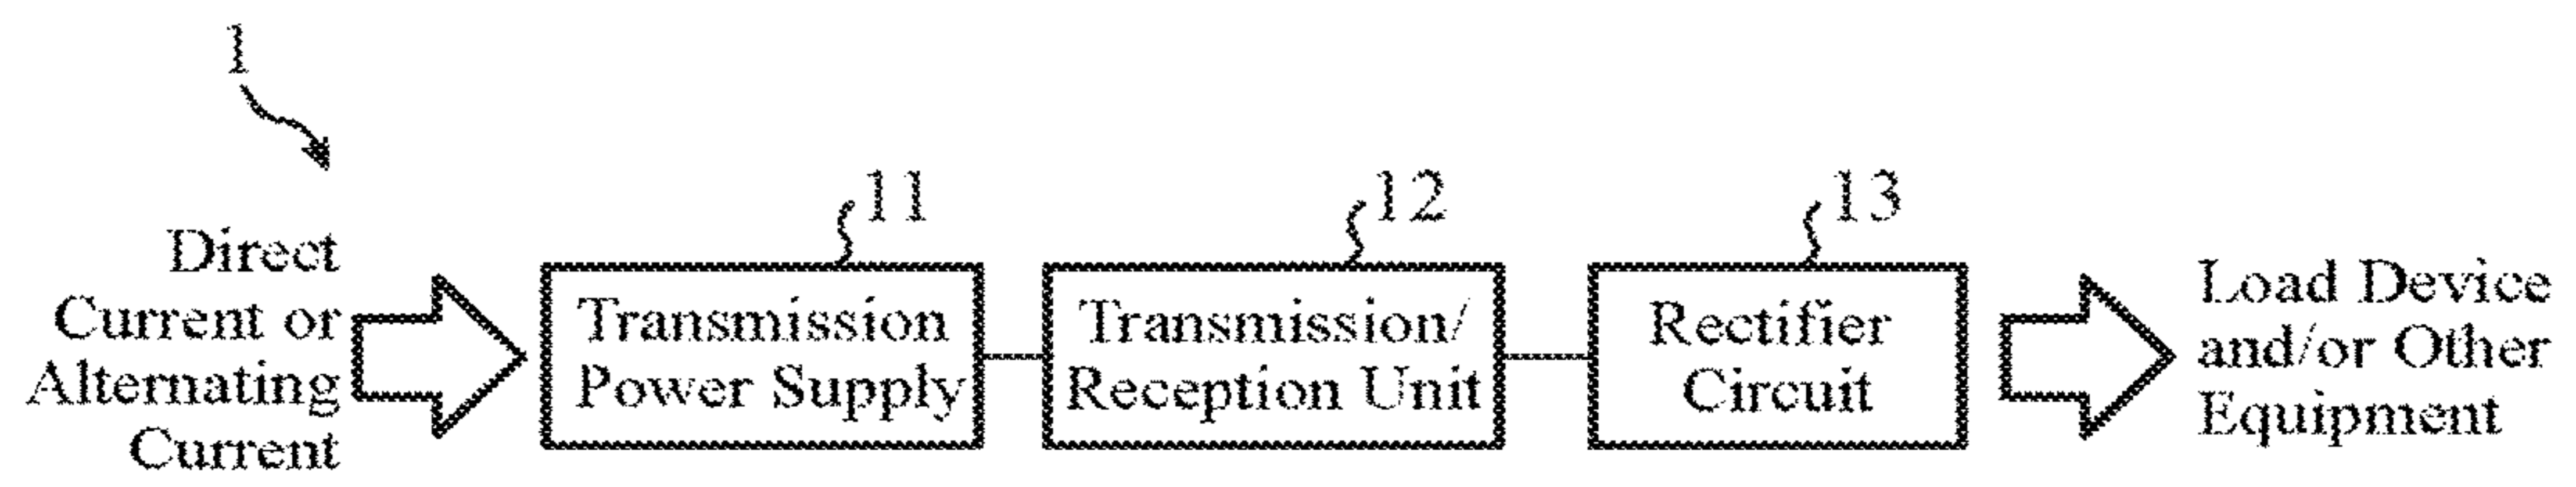 1
11
12
13
Direct
Current or
Alternating
Current
Transmission
Power Supply
Transmission/
Reception Unit
Rectifier
Circuit
Load Device
and/or Other
Equipment